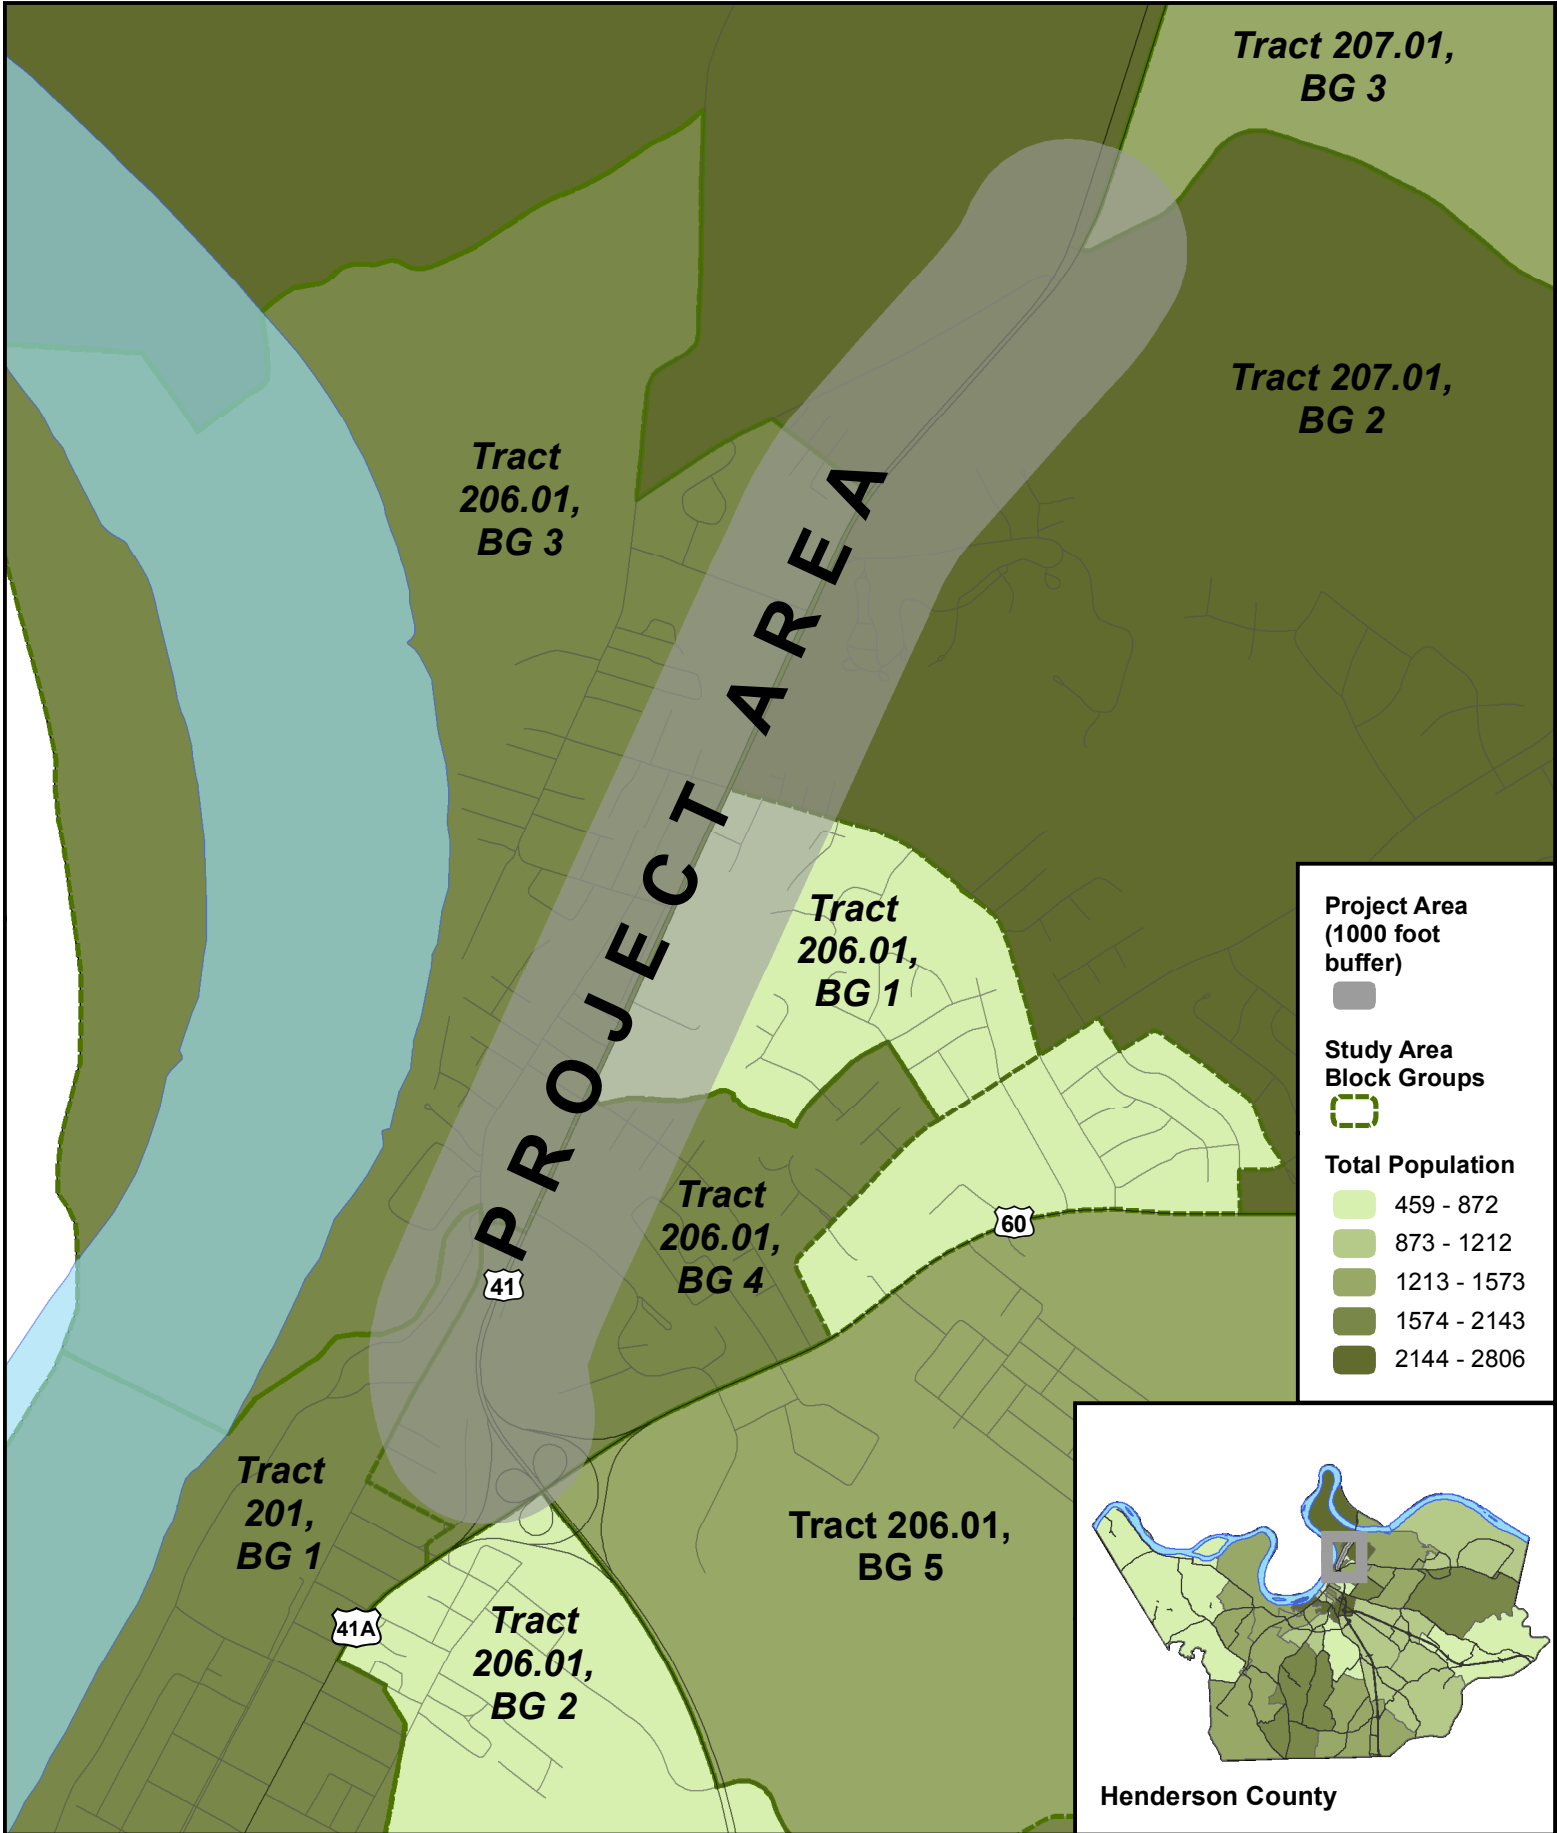 Tract 207.01,
BG 3
Tract 207.01,
BG 2
Tract
206.01,
BG 3
PROJECT AREA
Tract
206.01,
BG 1
Tract
206.01,
BG 4
60
41
Tract
201,
BG 1
41A
Tract
206.01,
BG 2
Tract 206.01,
BG 5
Project Area
(1000 foot
buffer)
Study Area
Block Groups
Total Population
459 - 872
873 - 1212
1213 - 1573
1574 - 2143
2144 - 2806
Henderson County